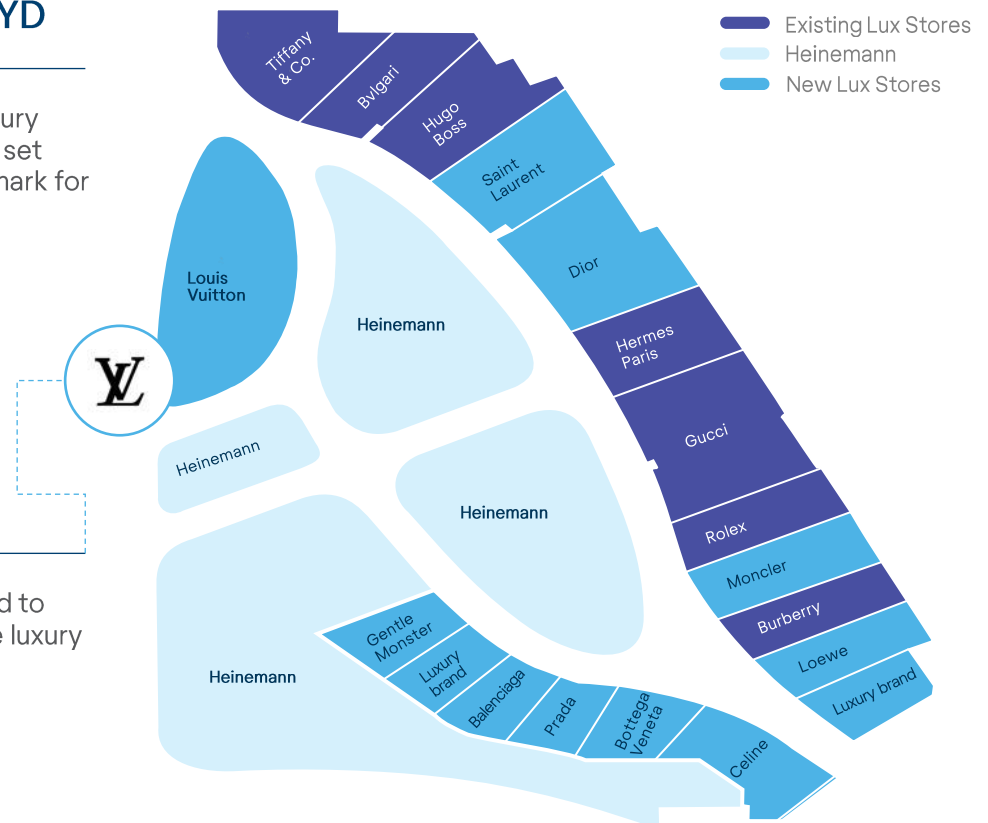 YD
ury
set
mark for
d to
luxury
Existing Lux Stores
Heinemann
New Lux Stores
Tiffany
& Co.
Bvlgari
Hugo
Boss
Saint
Laurent
Dior
Hermes
Paris
Gucci
Rolex
Moncler
Burberry
Loewe
Luxury brand
Louis
Vuitton
LV
Heinemann
Heinemann
Heinemann
Heinemann
Gentle
Monster
Luxury
brand
Balenciaga
Prada
Bottega
Veneta
Celine